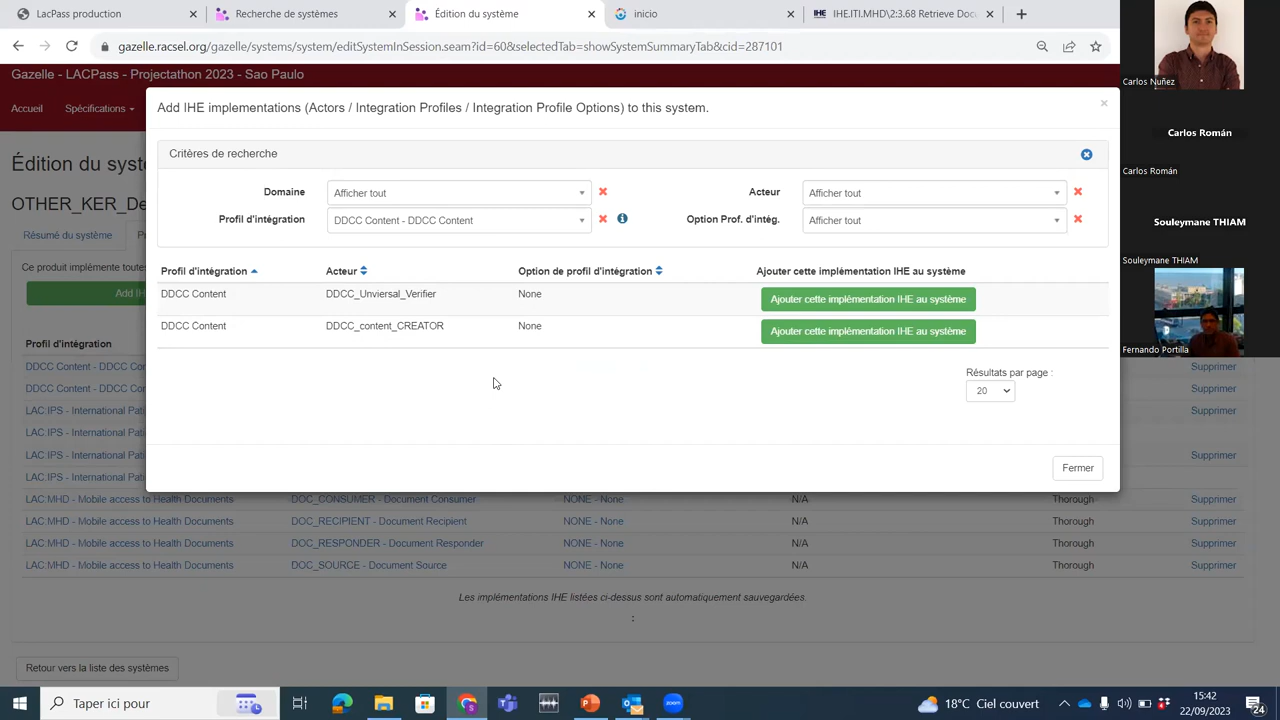 LacPass production
Recherche de systèmes
Édition du système
inicio
IHE.ITI.MHD\2:3.68 Retrieve Docu
gazelle.racsel.org/gazelle/systems/system/editSystemInSession.seam?id=60&selectedTab=showSystemSummaryTab&cid=287101
Gazelle - LACPass - Projectathon 2023 - Sao Paulo
Accueil Spécifications
Add IHE implementations (Actors / Integration Profiles / Integration Profile Options) to this system.
×
Critères de recherche
Domaine Afficher tout Acteur Afficher tout
Profil d'intégration DDCC Content - DDCC Content Option Prof. d'intég. Afficher tout
Profil d'intégration Acteur Option de profil d'intégration Ajouter cette implémentation IHE au système
DDCC Content DDCC_Unviersal_Verifier None Ajouter cette implémentation IHE au système
DDCC Content DDCC_content_CREATOR None Ajouter cette implémentation IHE au système
Résultats par page :
20
Fermer
Édition du syst
OTHER_KER_De
Résumé du système
Ce produit implémente toutes
Add IH
Profil d'intégration
DDCC Content - DDCC Con Supprimer
DDCC Content - DDCC Con Supprimer
LAC:IPS - International Pati Supprimer
LAC:IPS - International Pati
LAC:IPS - International Pati Supprimer
LAC:IPS - International Pati Supprimer
LAC:MHD - Mobile access to Health Documents DOC_CONSUMER - Document Consumer NONE - None N/A Thorough Supprimer
LAC:MHD - Mobile access to Health Documents DOC_RECIPIENT - Document Recipient NONE - None N/A Thorough Supprimer
LAC:MHD - Mobile access to Health Documents DOC_RESPONDER - Document Responder NONE - None N/A Thorough Supprimer
LAC:MHD - Mobile access to Health Documents DOC_SOURCE - Document Source NONE - None N/A Thorough Supprimer
Les implémentations IHE listées ci-dessus sont automatiquement sauvegardées.
:
Retour vers la liste des systèmes
Carlos Nuñez
Carlos Román
Carlos Román
Souleymane THIAM
Souleymane THIAM
Fernando Portilla
Taper ici pour
18°C Ciel couvert
15:42
22/09/2023
24